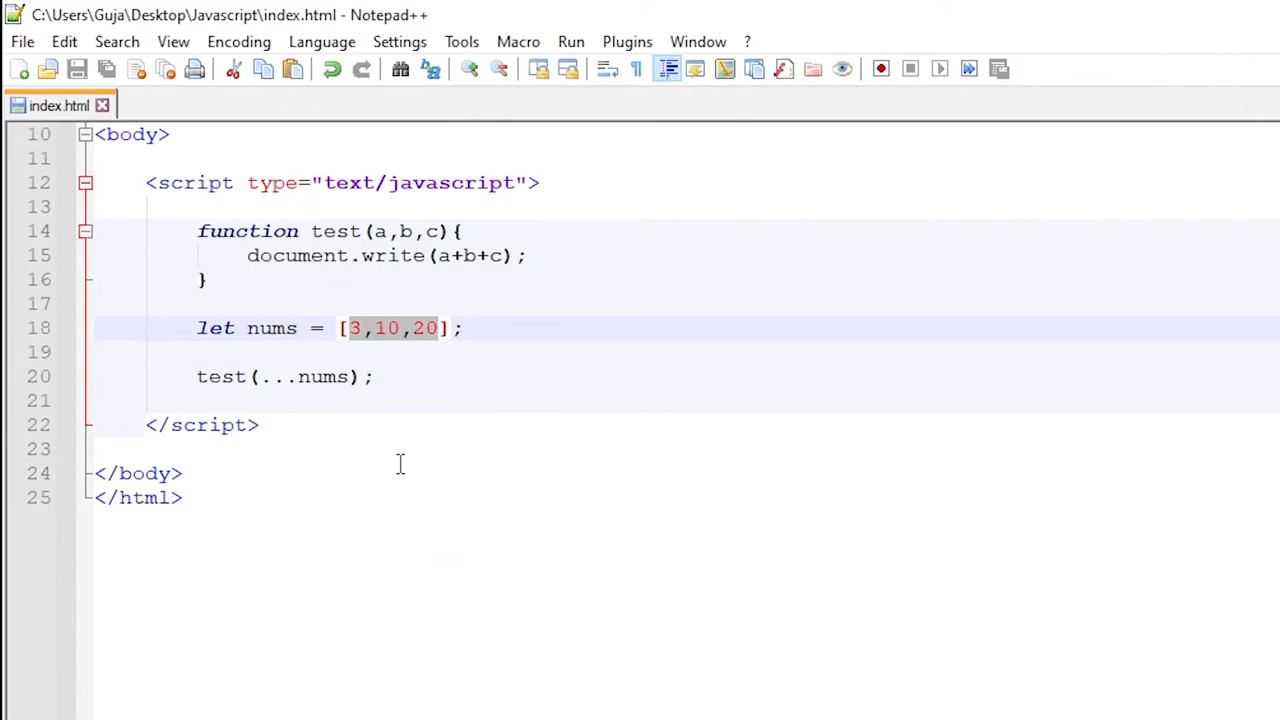 C:\Users\Guja\Desktop\Javascript\index.html - Notepad++
File Edit Search View Encoding Language Settings Tools Macro Run Plugins Window ?
index.html
10 <body>
11
12 <script type="text/javascript">
13
14 function test(a,b,c){
15 document.write(a+b+c);
16 }
17
18 let nums = [3,10,20];
19
20 test(...nums);
21
22 </script>
23
24 </body>
25 </html>